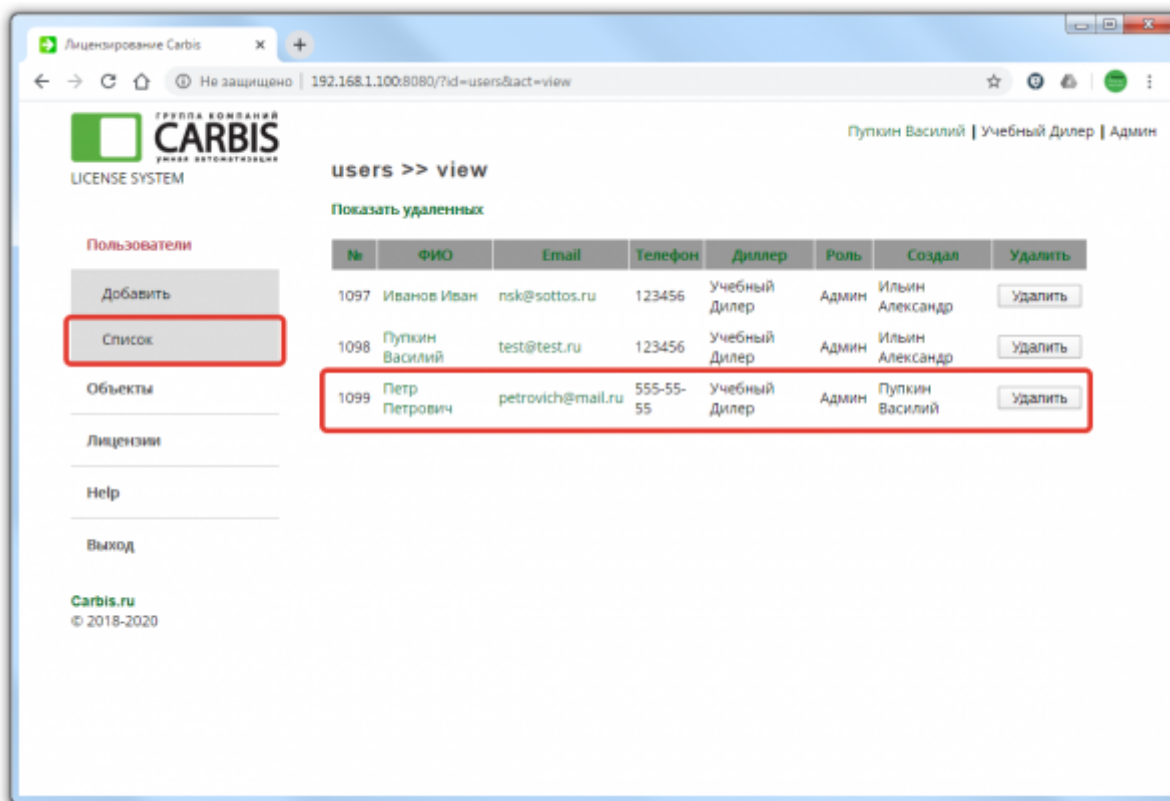 Лицензирование Carbis
Не защищено | 192.168.1.100:8080/?id=users&act=view
ГРУППА КОМПАНИЙ
CARBIS
умная автоматизация
LICENSE SYSTEM
Пупкин Василий | Учебный Дилер | Админ
users >> view
Показать удаленных
Пользователи
Добавить
Список
Объекты
Лицензии
Help
Выход
Carbis.ru
© 2018-2020
№ ФИО Email Телефон Диллер Роль Создал Удалить
1097 Иванов Иван nsk@sottos.ru 123456 Учебный Дилер Админ Ильин Александр Удалить
1098 Пупкин Василий test@test.ru 123456 Учебный Дилер Админ Ильин Александр Удалить
1099 Петр Петрович petrovich@mail.ru 555-55-55 Учебный Дилер Админ Пупкин Василий Удалить